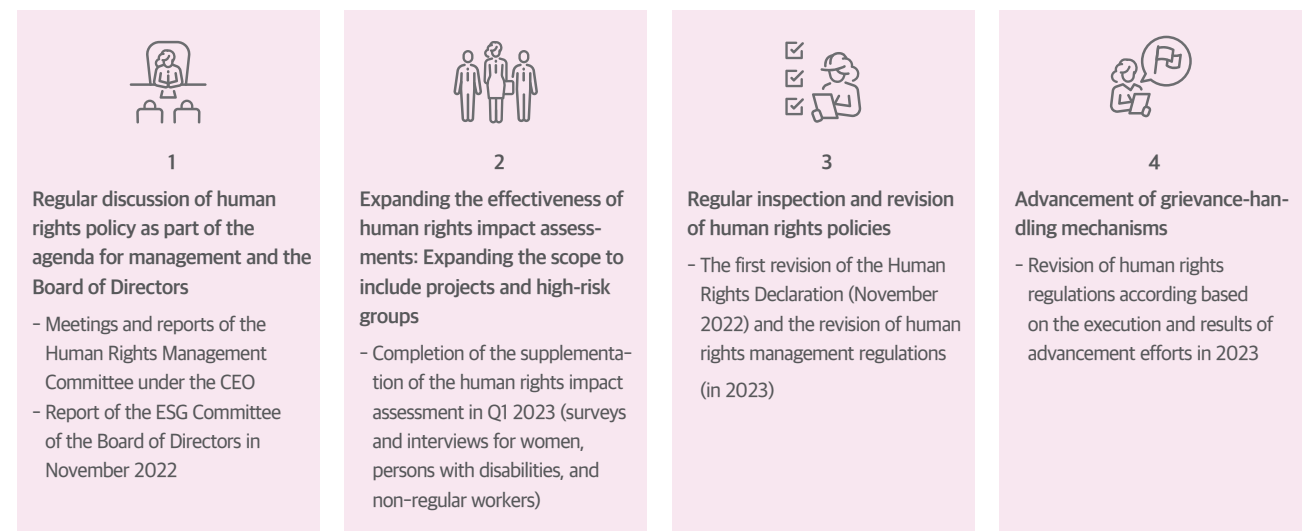 1
Regular discussion of human
rights policy as part of the
agenda for management and the
Board of Directors
– Meetings and reports of the
Human Rights Management
Committee under the CEO
– Report of the ESG Committee
of the Board of Directors in
November 2022
2
Expanding the effectiveness of
human rights impact assess-
ments: Expanding the scope to
include projects and high-risk
groups
– Completion of the supplementa-
tion of the human rights impact
assessment in Q1 2023 (surveys
and interviews for women,
persons with disabilities, and
non-regular workers)
3
Regular inspection and revision
of human rights policies
– The first revision of the Human
Rights Declaration (November
2022) and the revision of human
rights management regulations
(in 2023)
4
Advancement of grievance-han-
dling mechanisms
– Revision of human rights
regulations according based
on the execution and results of
advancement efforts in 2023